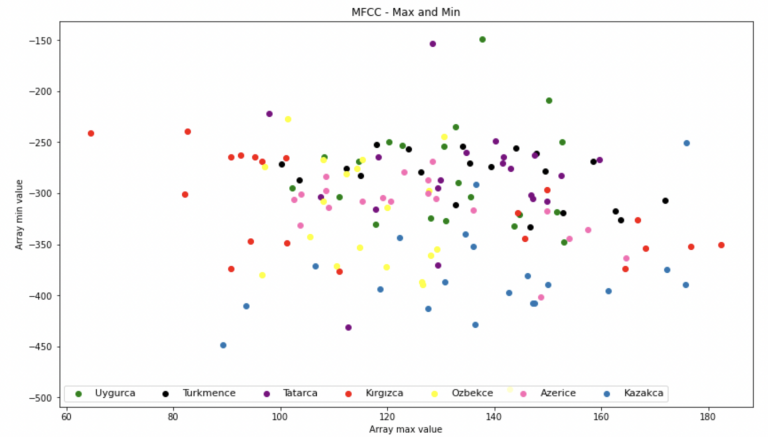 MFCC - Max and Min
Array min value
−150
−200
−250
−300
−350
−400
−450
−500
Uygurca Turkmence Tatarca Kırgızca Ozbekce Azerice Kazakca
60 80 100 120 140 160 180
Array max value